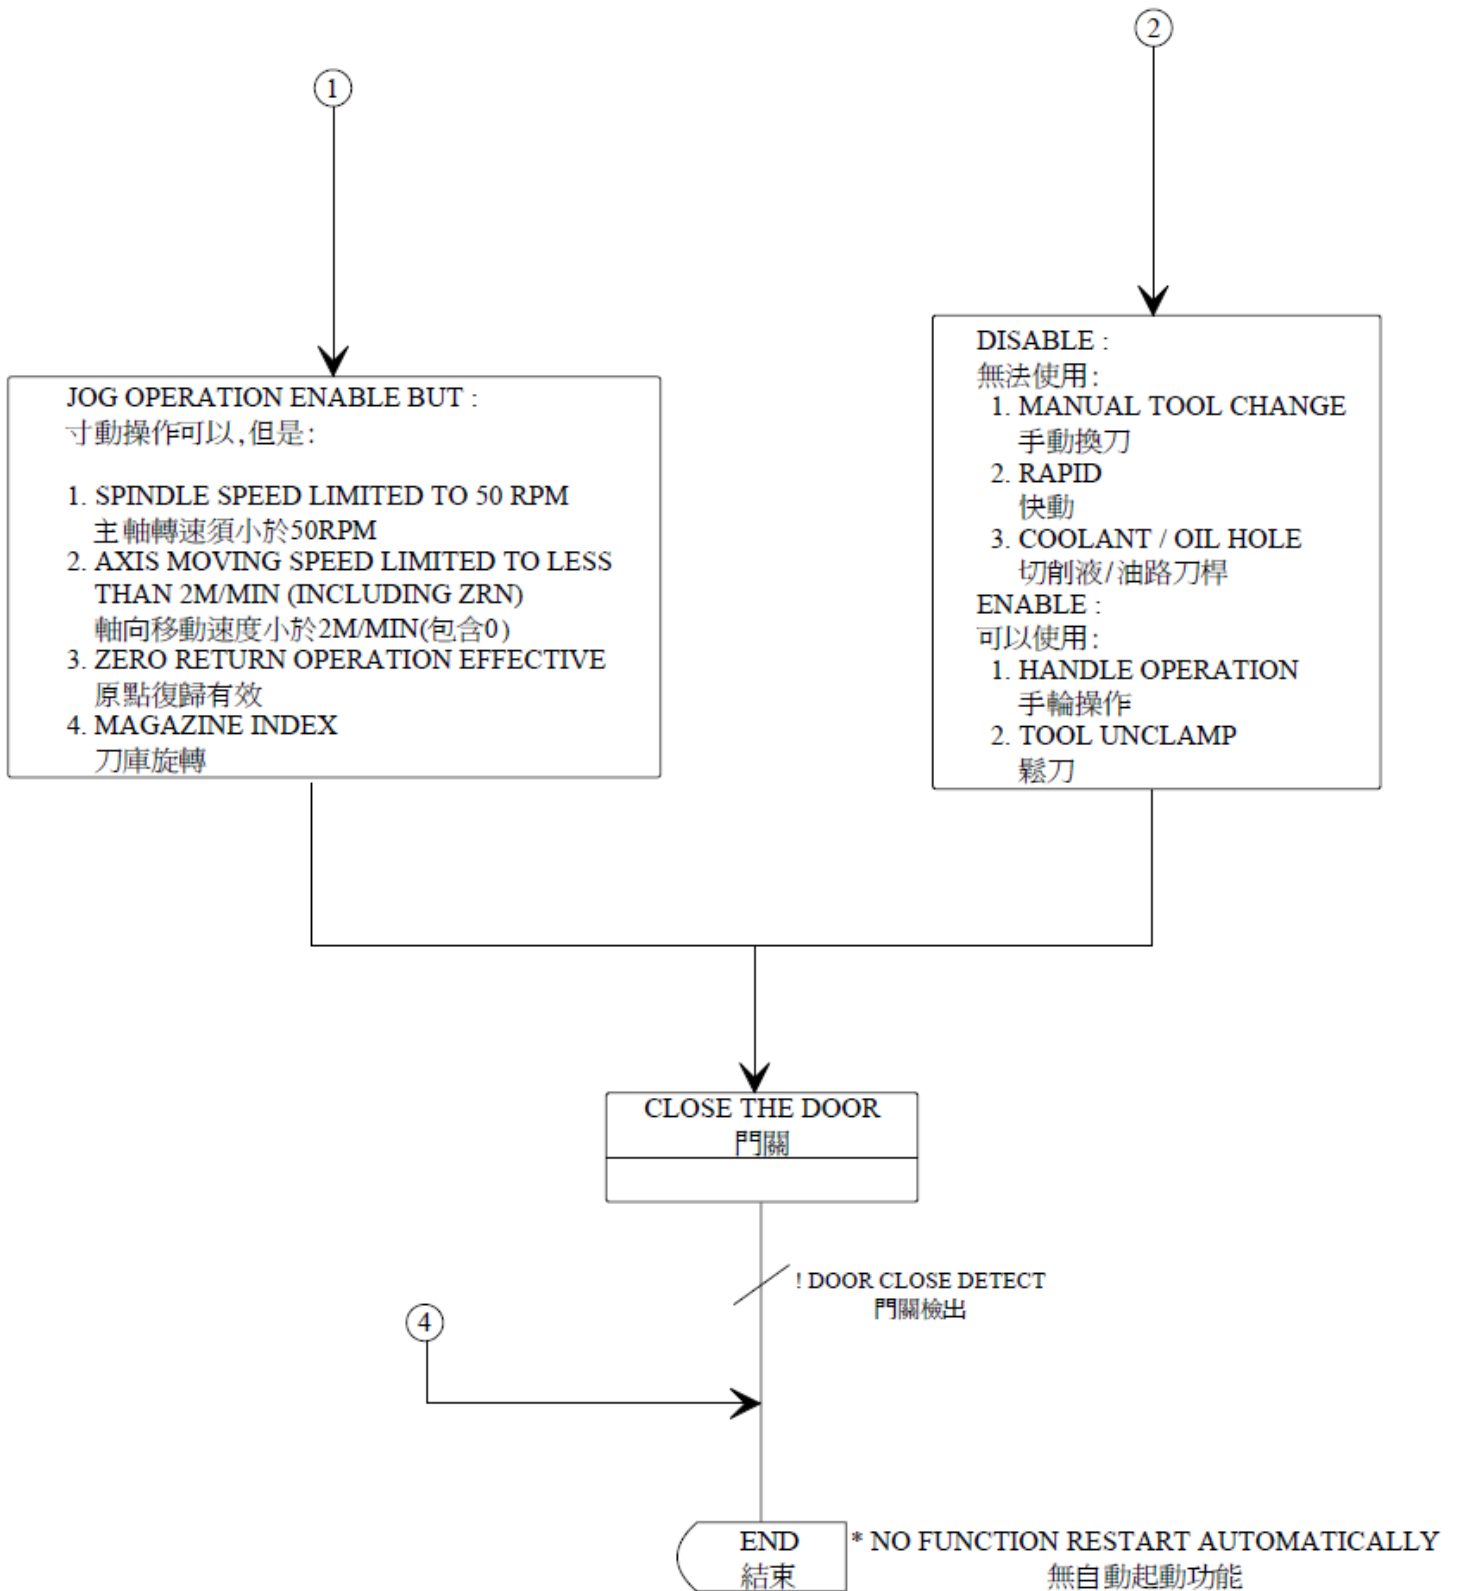 2
1
JOG OPERATION ENABLE BUT :
寸動操作可以,但是:
1. SPINDLE SPEED LIMITED TO 50 RPM
主軸轉速須小於50RPM
2. AXIS MOVING SPEED LIMITED TO LESS
THAN 2M/MIN (INCLUDING ZRN)
軸向移動速度小於2M/MIN(包含0)
3. ZERO RETURN OPERATION EFFECTIVE
原點復歸有效
4. MAGAZINE INDEX
刀庫旋轉
DISABLE :
無法使用:
1. MANUAL TOOL CHANGE
手動換刀
2. RAPID
快動
3. COOLANT / OIL HOLE
切削液/油路刀桿
ENABLE :
可以使用:
1. HANDLE OPERATION
手輪操作
2. TOOL UNCLAMP
鬆刀
CLOSE THE DOOR
門關
! DOOR CLOSE DETECT
門關檢出
4
END
結束
* NO FUNCTION RESTART AUTOMATICALLY
無自動起動功能